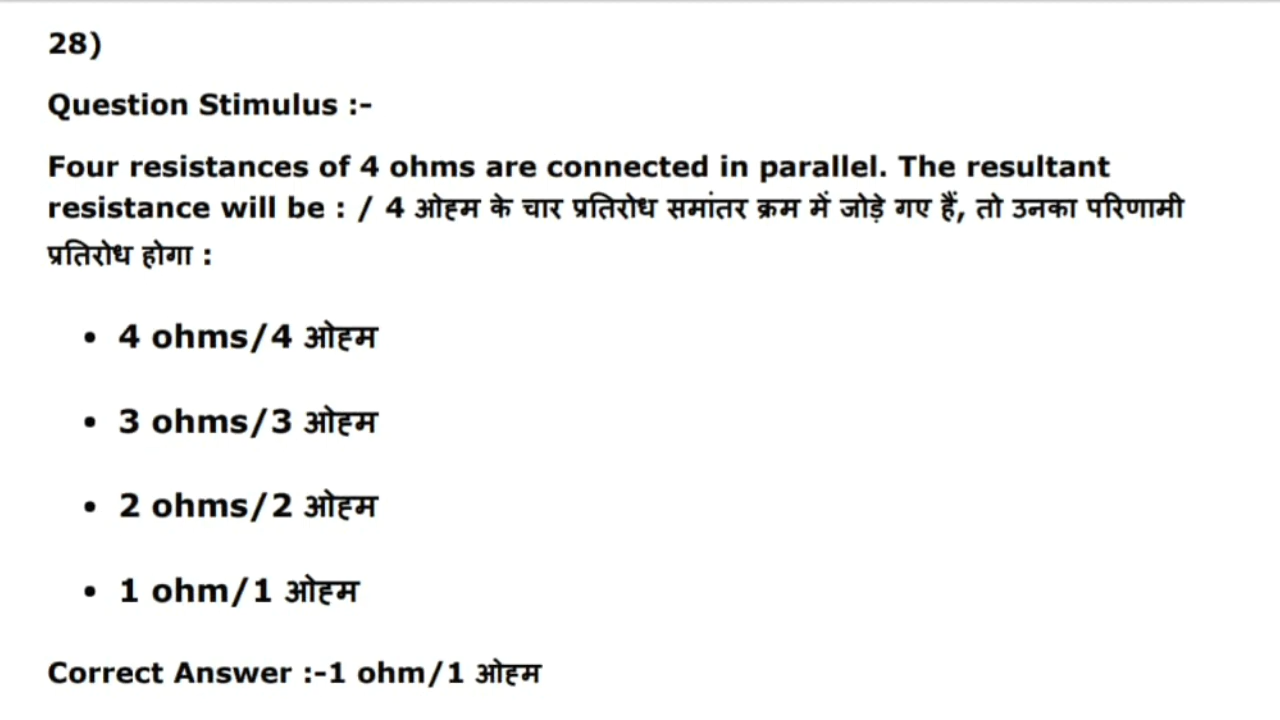 28)
Question Stimulus :-
Four resistances of 4 ohms are connected in parallel. The resultant
resistance will be : / 4 ओह्म के चार प्रतिरोध समांतर क्रम में जोड़े गए हैं, तो उनका परिणामी
प्रतिरोध होगा :
• 4 ohms/4 ओह्म
• 3 ohms/3 ओह्म
• 2 ohms/2 ओह्म
• 1 ohm/1 ओह्म
Correct Answer :-1 ohm/1 ओह्म